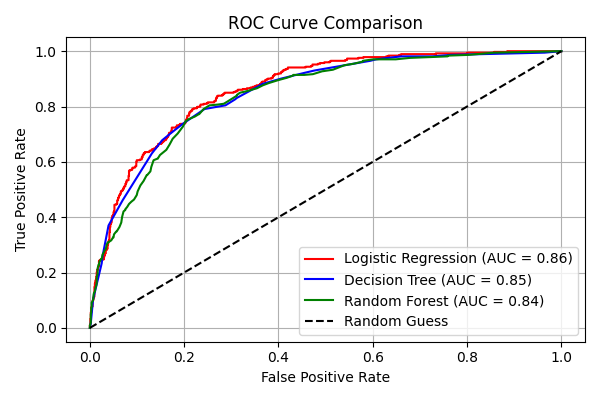 ROC Curve Comparison
True Positive Rate
1.0
0.8
0.6
0.4
0.2
0.0
Logistic Regression (AUC = 0.86)
Decision Tree (AUC = 0.85)
Random Forest (AUC = 0.84)
Random Guess
0.0 0.2 0.4 0.6 0.8 1.0
False Positive Rate